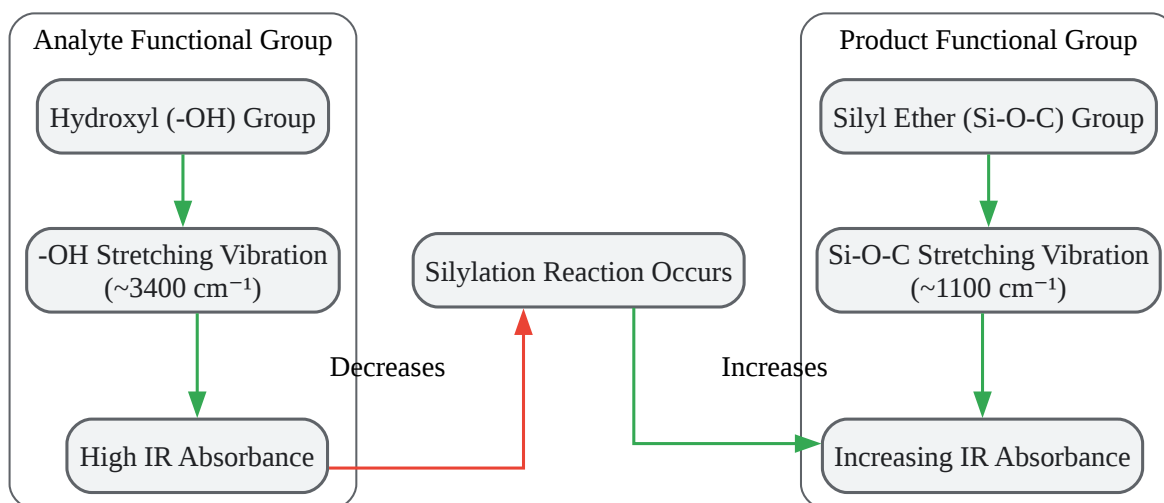 Analyte Functional Group
Hydroxyl (-OH) Group
-OH Stretching Vibration
(~3400 cm⁻¹)
High IR Absorbance
Decreases
Silylation Reaction Occurs
Increases
Product Functional Group
Silyl Ether (Si-O-C) Group
Si-O-C Stretching Vibration
(~1100 cm⁻¹)
Increasing IR Absorbance